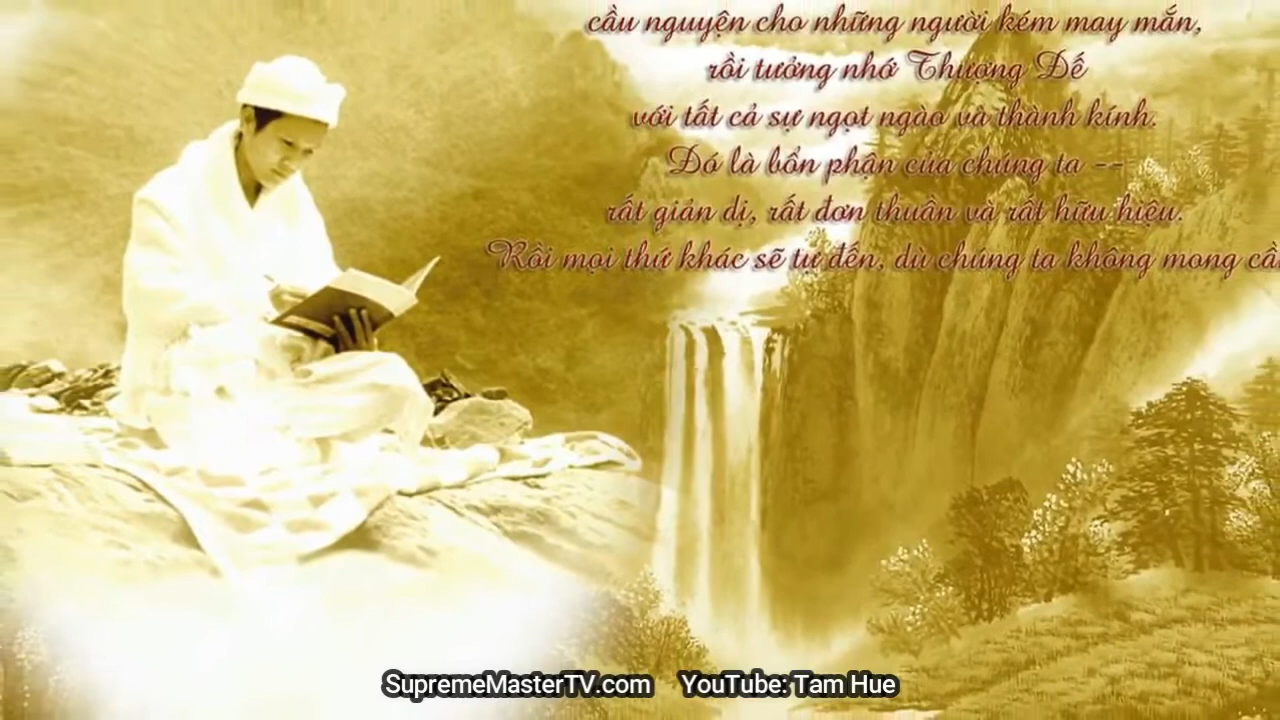 cầu nguyện cho những người kém may mắn,
rồi tưởng nhớ Thượng Đế
với tất cả sự ngọt ngào và thành kính.
Đó là bổn phận của chúng ta --
rất giản dị, rất đơn thuần và rất hữu hiệu.
Rồi mọi thứ khác sẽ tự đến, dù chúng ta không mong cầ
SupremeMasterTV.com YouTube: Tam Hue